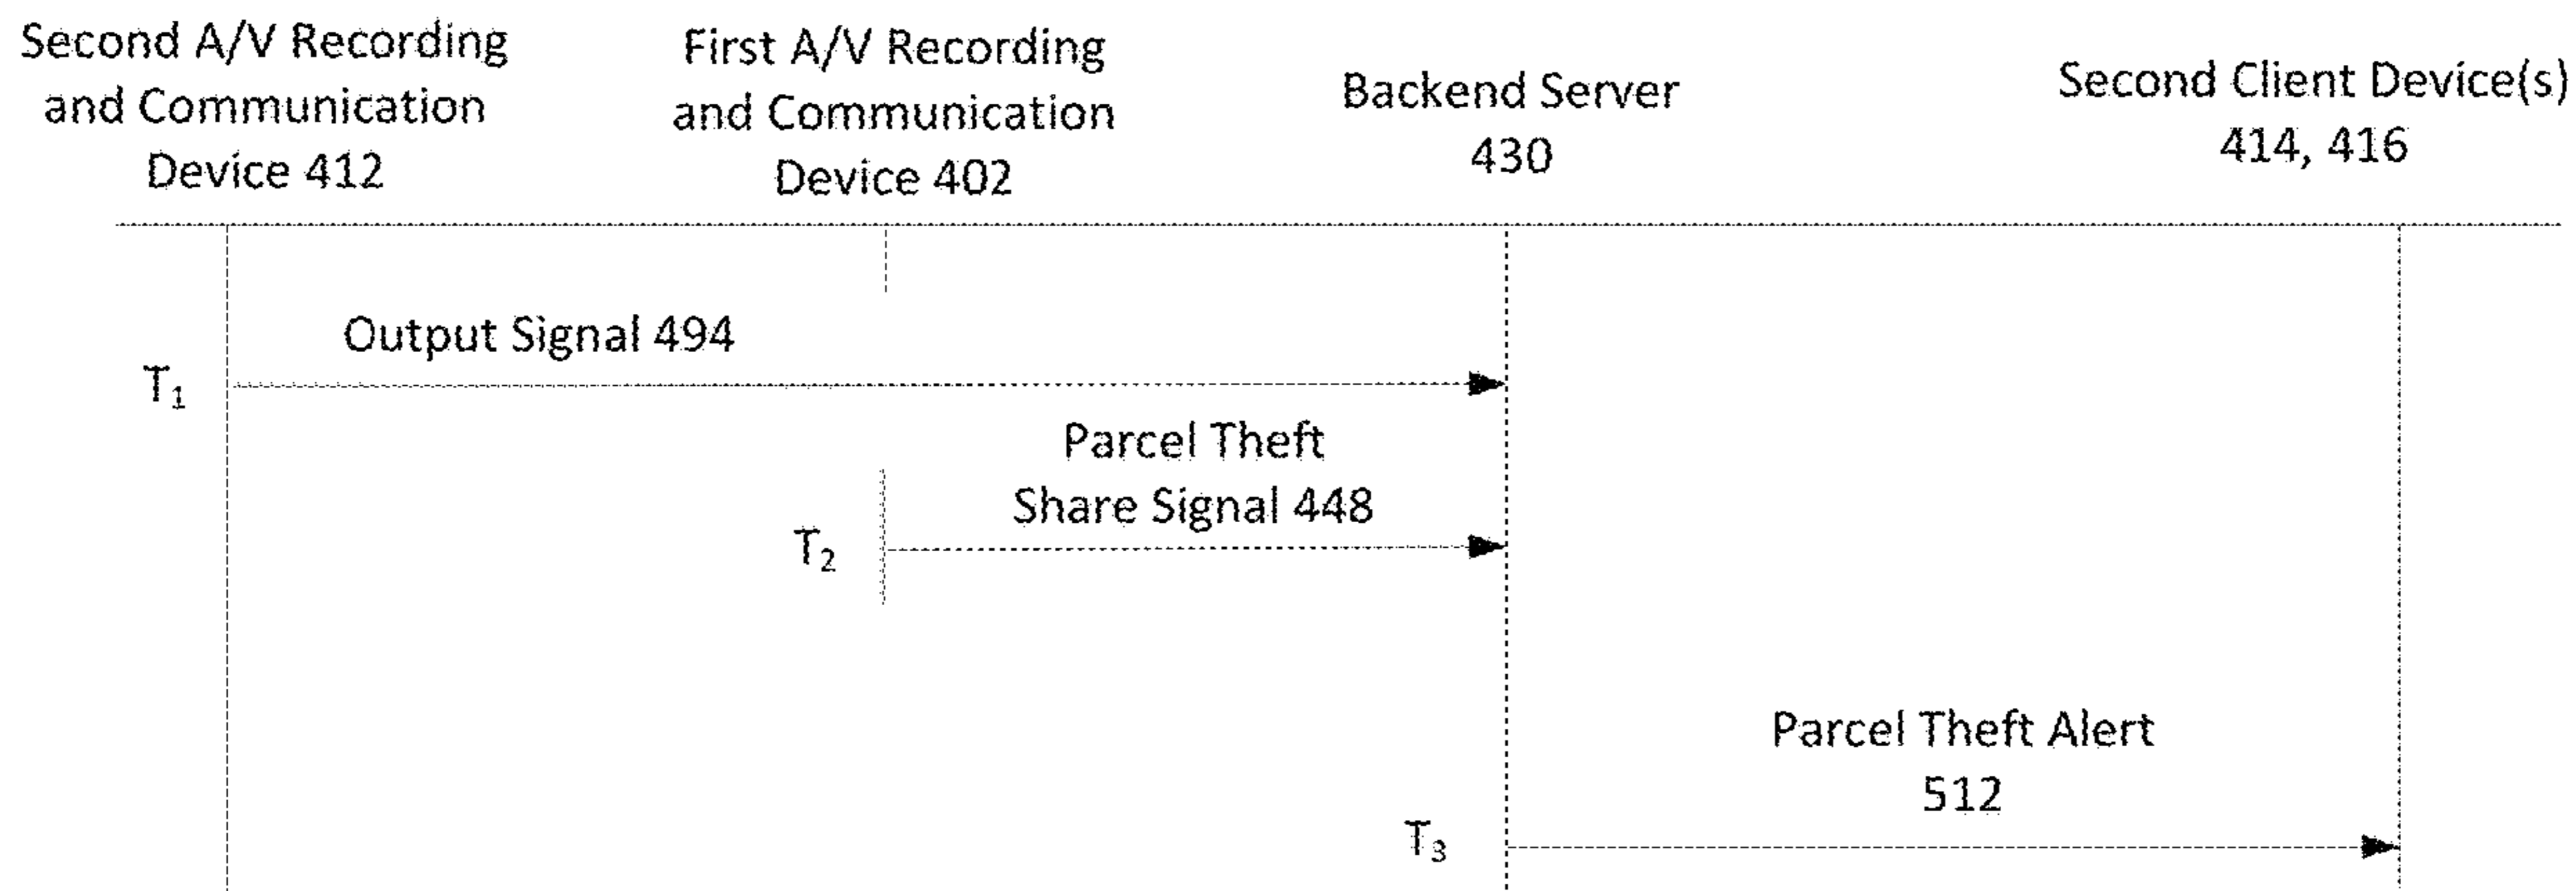 Second A/V Recording
and Communication
Device 412
First A/V Recording
and Communication
Device 402
Backend Server
430
Second Client Device(s)
414, 416
Output Signal 494
T₁
Parcel Theft
Share Signal 448
T₂
Parcel Theft Alert
512
T₃